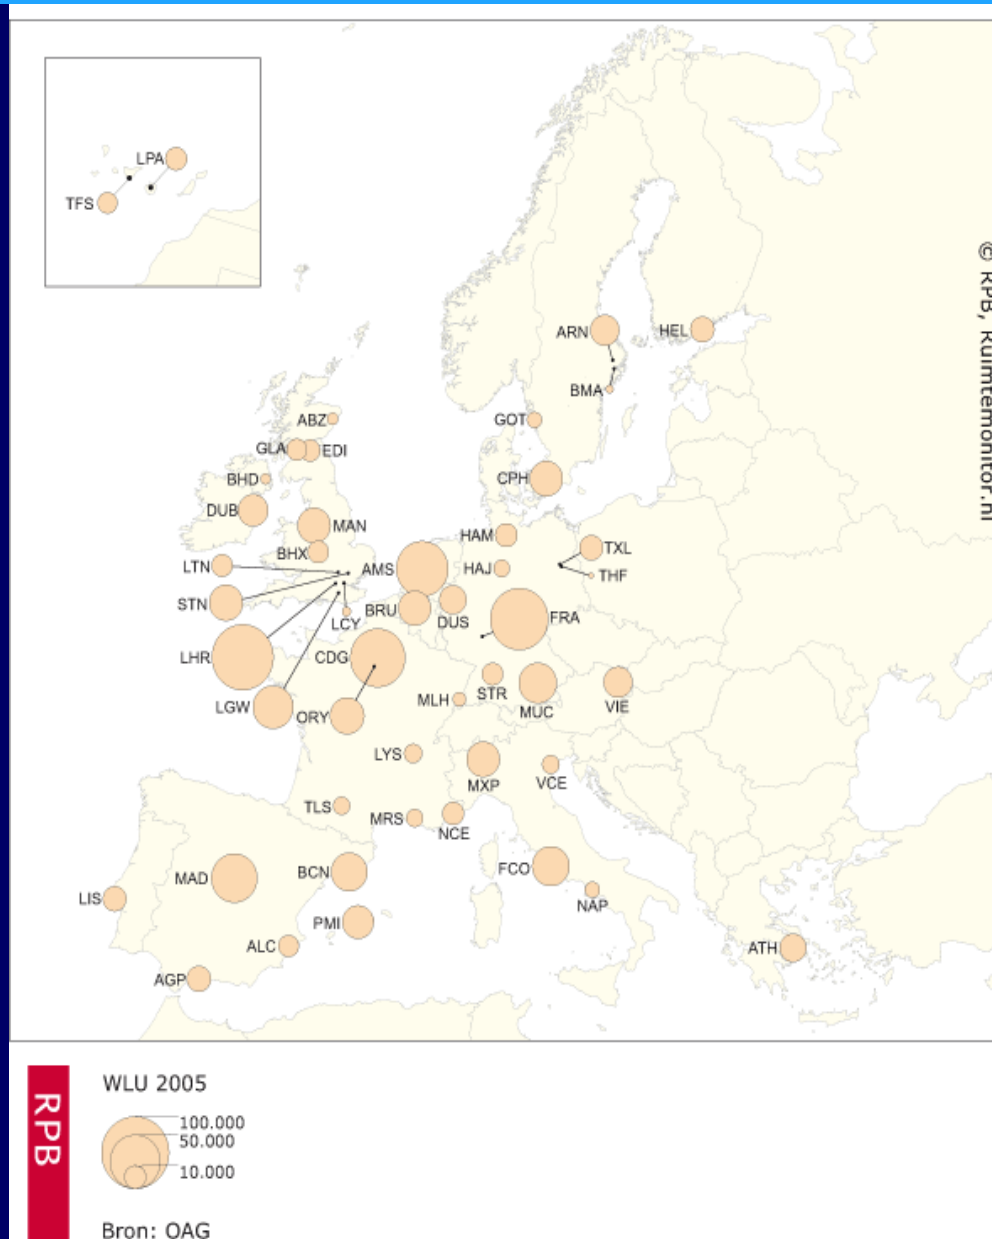 LPA
TFS
© RPB, Ruimtemonitor.nl
ARN
HEL
BMA
ABZ
GOT
GLA
EDI
BHD
CPH
DUB
MAN
HAM
BHX
TXL
LTN
AMS
HAJ
THF
STN
BRU
DUS
LCY
FRA
LHR
CDG
STR
MLH
LGW
ORY
MUC
VIE
LYS
MXP
VCE
TLS
MRS
NCE
FCO
BCN
MAD
LIS
NAP
PMI
ALC
ATH
AGP
RPB
WLU 2005
100.000
50.000
10.000
Bron: OAG